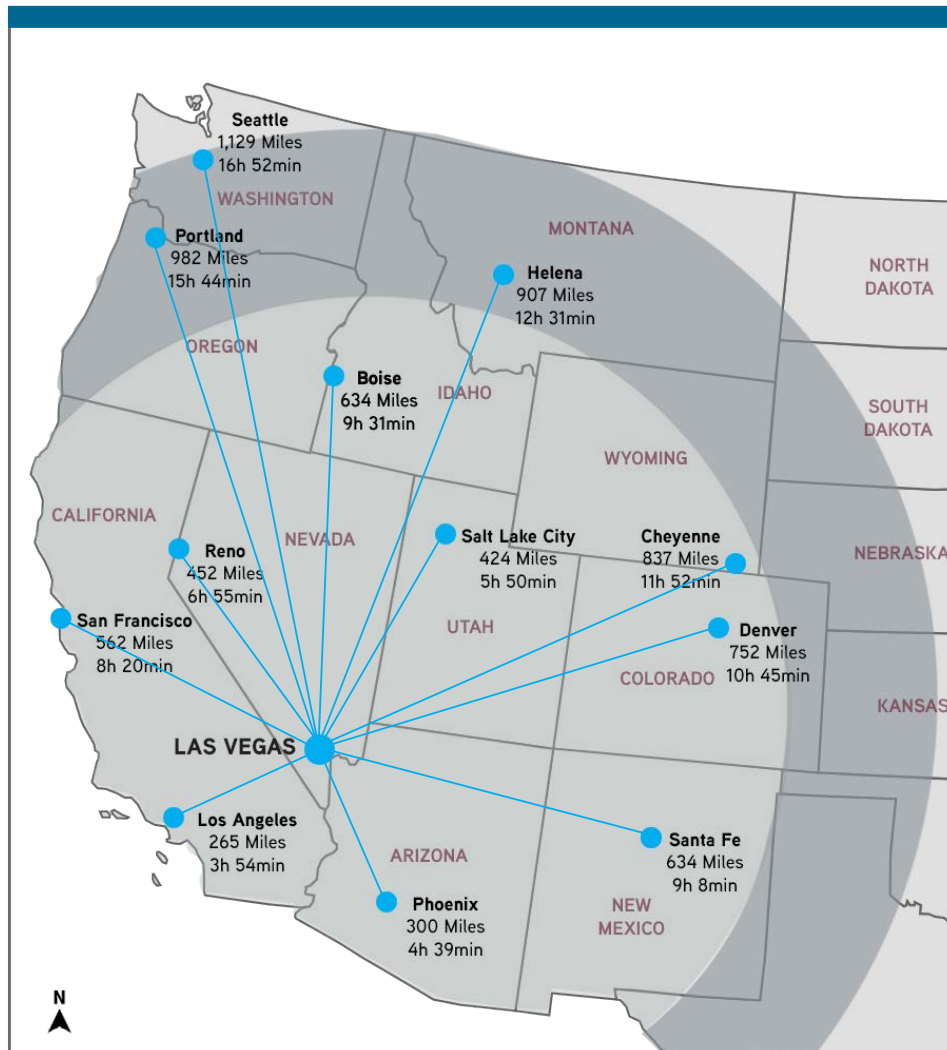 Seattle
1,129 Miles
16h 52min
WASHINGTON
Portland
982 Miles
15h 44min
MONTANA
Helena
907 Miles
12h 31min
NORTH
DAKOTA
OREGON
Boise
634 Miles
9h 31min
IDAHO
SOUTH
DAKOTA
WYOMING
CALIFORNIA
NEVADA
Reno
452 Miles
6h 55min
Salt Lake City
424 Miles
5h 50min
Cheyenne
837 Miles
11h 52min
NEBRASKA
San Francisco
562 Miles
8h 20min
UTAH
Denver
752 Miles
10h 45min
COLORADO
KANSAS
LAS VEGAS
Los Angeles
265 Miles
3h 54min
ARIZONA
Santa Fe
634 Miles
9h 8min
Phoenix
300 Miles
4h 39min
NEW
MEXICO
N